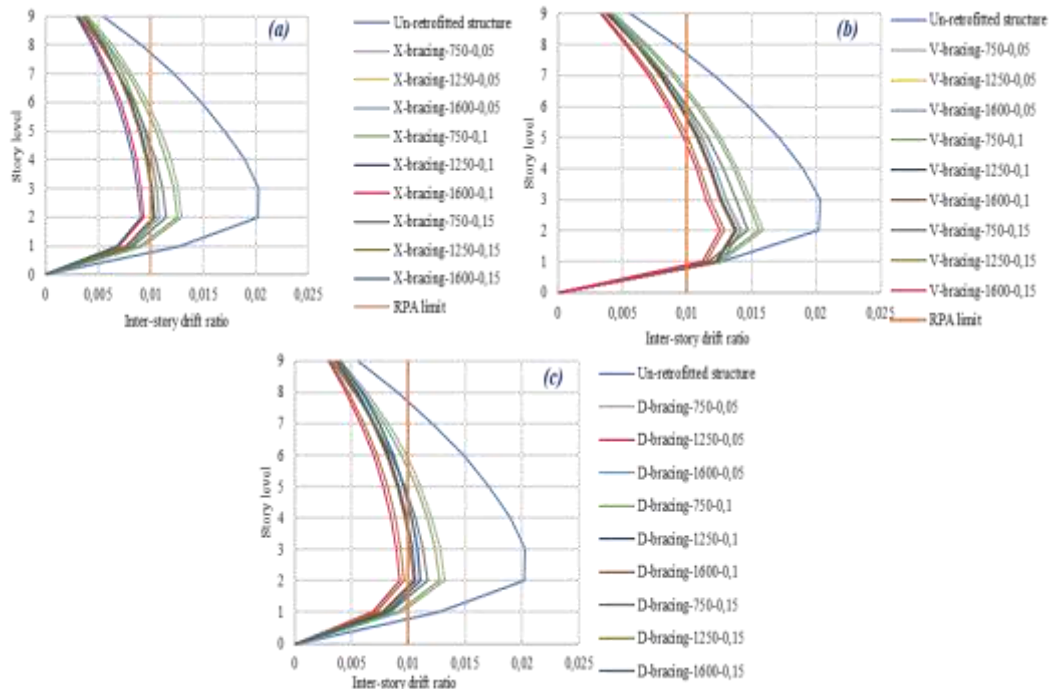 (a)
Story level
9
8
7
6
5
4
3
2
1
0
0 0,005 0,01 0,015 0,02 0,025
Inter-story drift ratio
Un-retrofitted structure
X-bracing-750-0,05
X-bracing-1250-0,05
X-bracing-1600-0,05
X-bracing-750-0,1
X-bracing-1250-0,1
X-bracing-1600-0,1
X-bracing-750-0,15
X-bracing-1250-0,15
X-bracing-1600-0,15
RPA limit
(b)
Story level
9
8
7
6
5
4
3
2
1
0
0 0,005 0,01 0,015 0,02 0,025
Inter-story drift ratio
Un-retrofitted structure
V-bracing-750-0,05
V-bracing-1250-0,05
V-bracing-1600-0,05
V-bracing-750-0,1
V-bracing-1250-0,1
V-bracing-1600-0,1
V-bracing-750-0,15
V-bracing-1250-0,15
V-bracing-1600-0,15
RPA limit
(c)
Story level
9
8
7
6
5
4
3
2
1
0
0 0,005 0,01 0,015 0,02 0,025
Inter-story drift ratio
Un-retrofitted structure
D-bracing-750-0,05
D-bracing-1250-0,05
D-bracing-1600-0,05
D-bracing-750-0,1
D-bracing-1250-0,1
D-bracing-1600-0,1
D-bracing-750-0,15
D-bracing-1250-0,15
D-bracing-1600-0,15